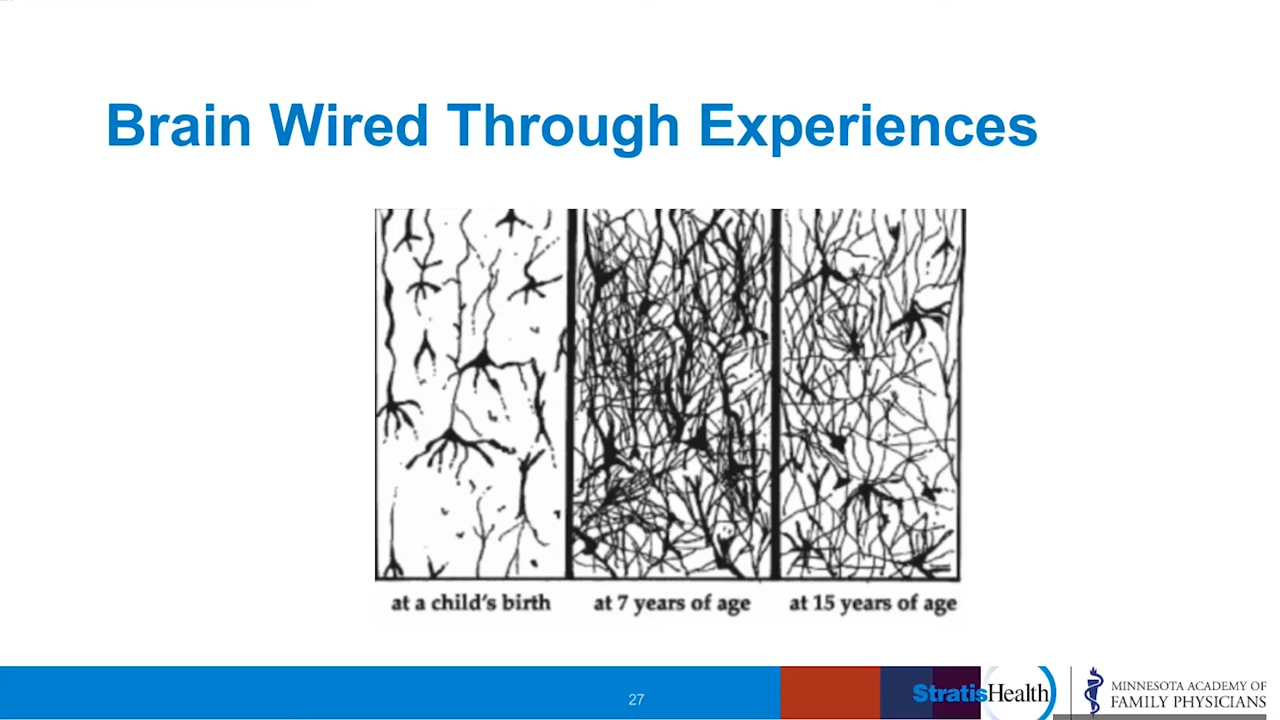 Brain Wired Through Experiences
at a child's birth
at 7 years of age
at 15 years of age
27
StratisHealth
MINNESOTA ACADEMY OF
FAMILY PHYSICIANS